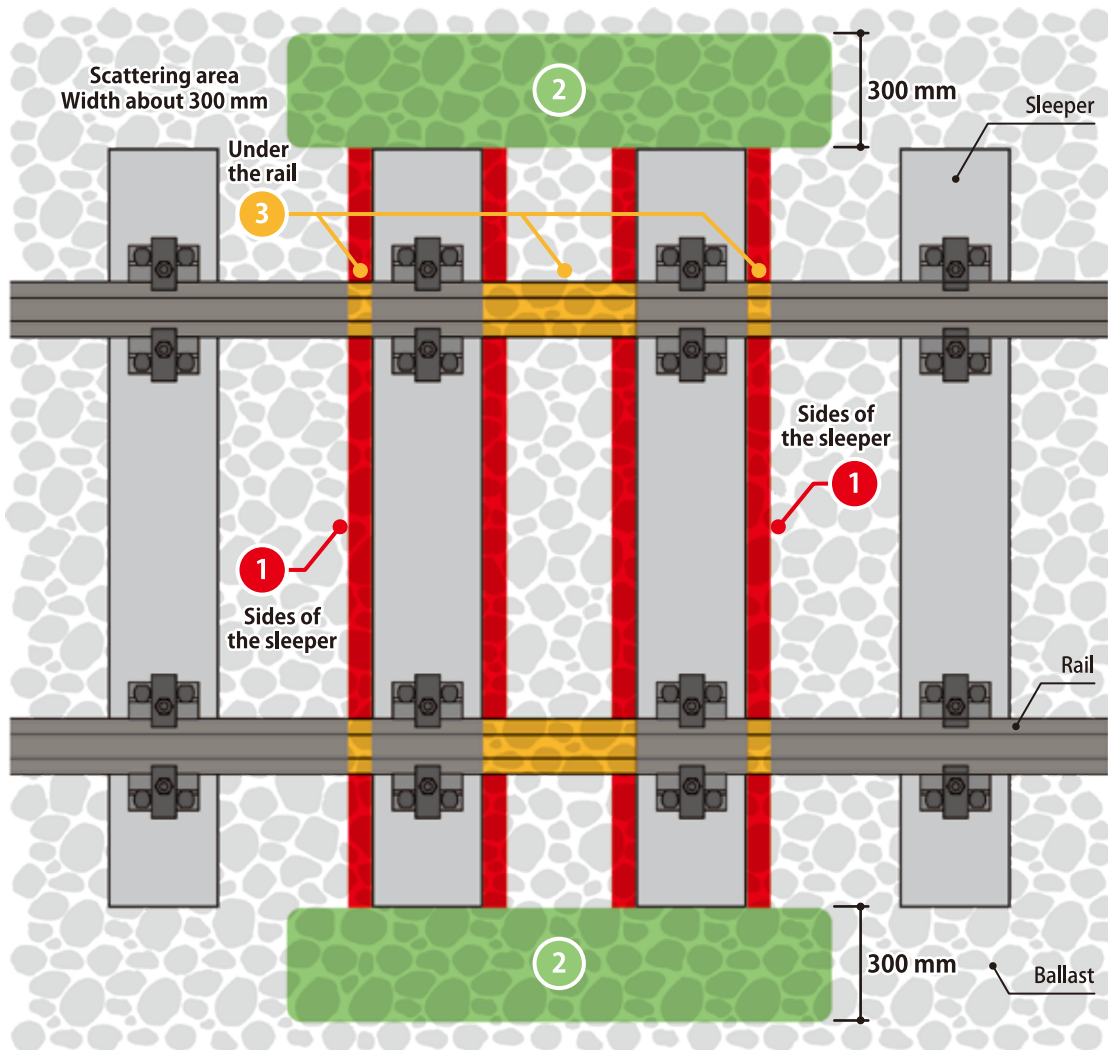 Scattering area
Width about 300 mm
2
300 mm
Sleeper
Under
the rail
3
Sides of
the sleeper
1
1
Sides of
the sleeper
Rail
2
300 mm
Ballast